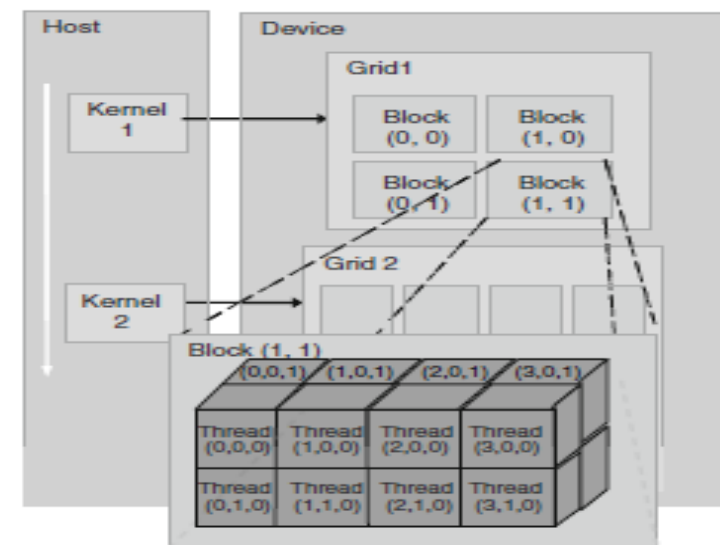 Host
Device
Grid1
Kernel
1
Block
(0, 0)
Block
(1, 0)
Block
(0, 1)
Block
(1, 1)
Grid 2
Kernel
2
Block (1, 1)
(0,0,1) (1,0,1) (2,0,1) (3,0,1)
Thread
(0,0,0)
Thread
(1,0,0)
Thread
(2,0,0)
Thread
(3,0,0)
Thread
(0,1,0)
Thread
(1,1,0)
Thread
(2,1,0)
Thread
(3,1,0)